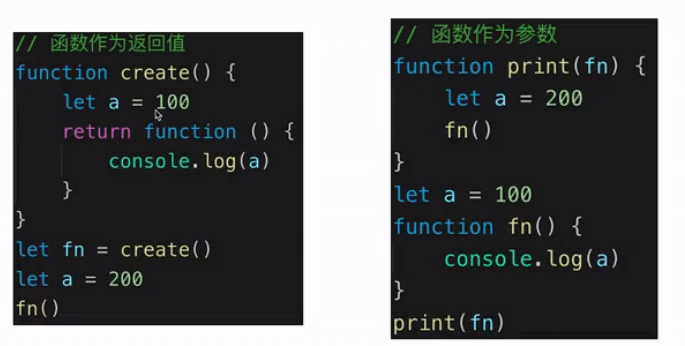 // 函数作为返回值
function create() {
    let a = 100
    return function () {
        console.log(a)
    }
}
let fn = create()
let a = 200
fn()
// 函数作为参数
function print(fn) {
    let a = 200
    fn()
}
let a = 100
function fn() {
    console.log(a)
}
print(fn)